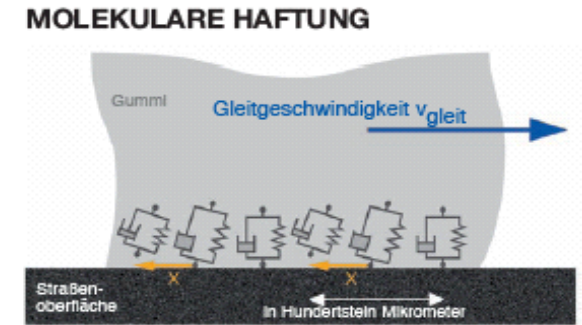 MOLEKULARE HAFTUNG
Gummi
Gleitgeschwindigkeit vgleit
X
X
Straßen-
oberfläche
in Hundertstein Mikrometer